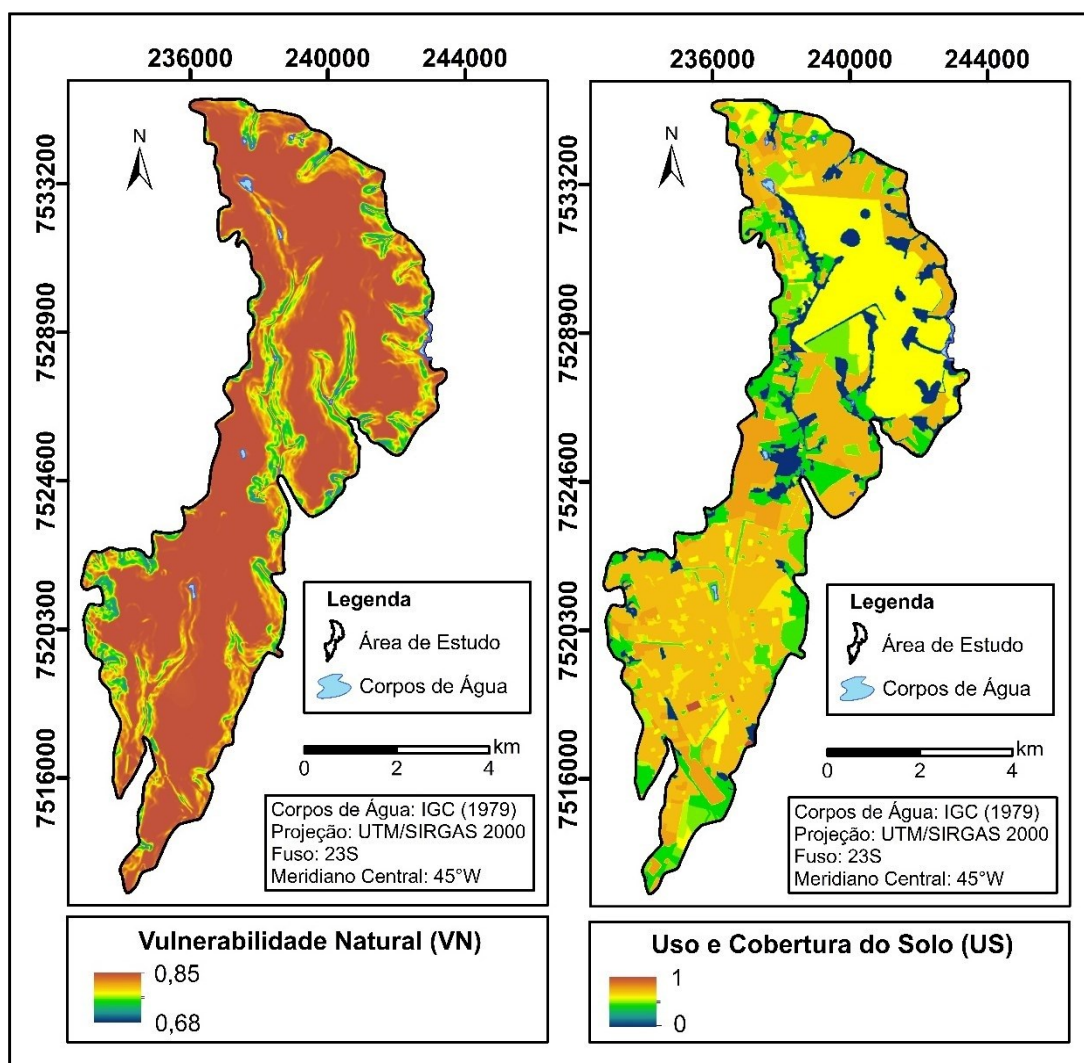 236000 240000 244000
N
7533200
7528900
7524600
7520300
7516000
Legenda
Área de Estudo
Corpos de Água
km
0 2 4
Corpos de Água: IGC (1979)
Projeção: UTM/SIRGAS 2000
Fuso: 23S
Meridiano Central: 45°W
Vulnerabilidade Natural (VN)
0,85
0,68
236000 240000 244000
N
7533200
7528900
7524600
7520300
7516000
Legenda
Área de Estudo
Corpos de Água
km
0 2 4
Corpos de Água: IGC (1979)
Projeção: UTM/SIRGAS 2000
Fuso: 23S
Meridiano Central: 45°W
Uso e Cobertura do Solo (US)
1
0